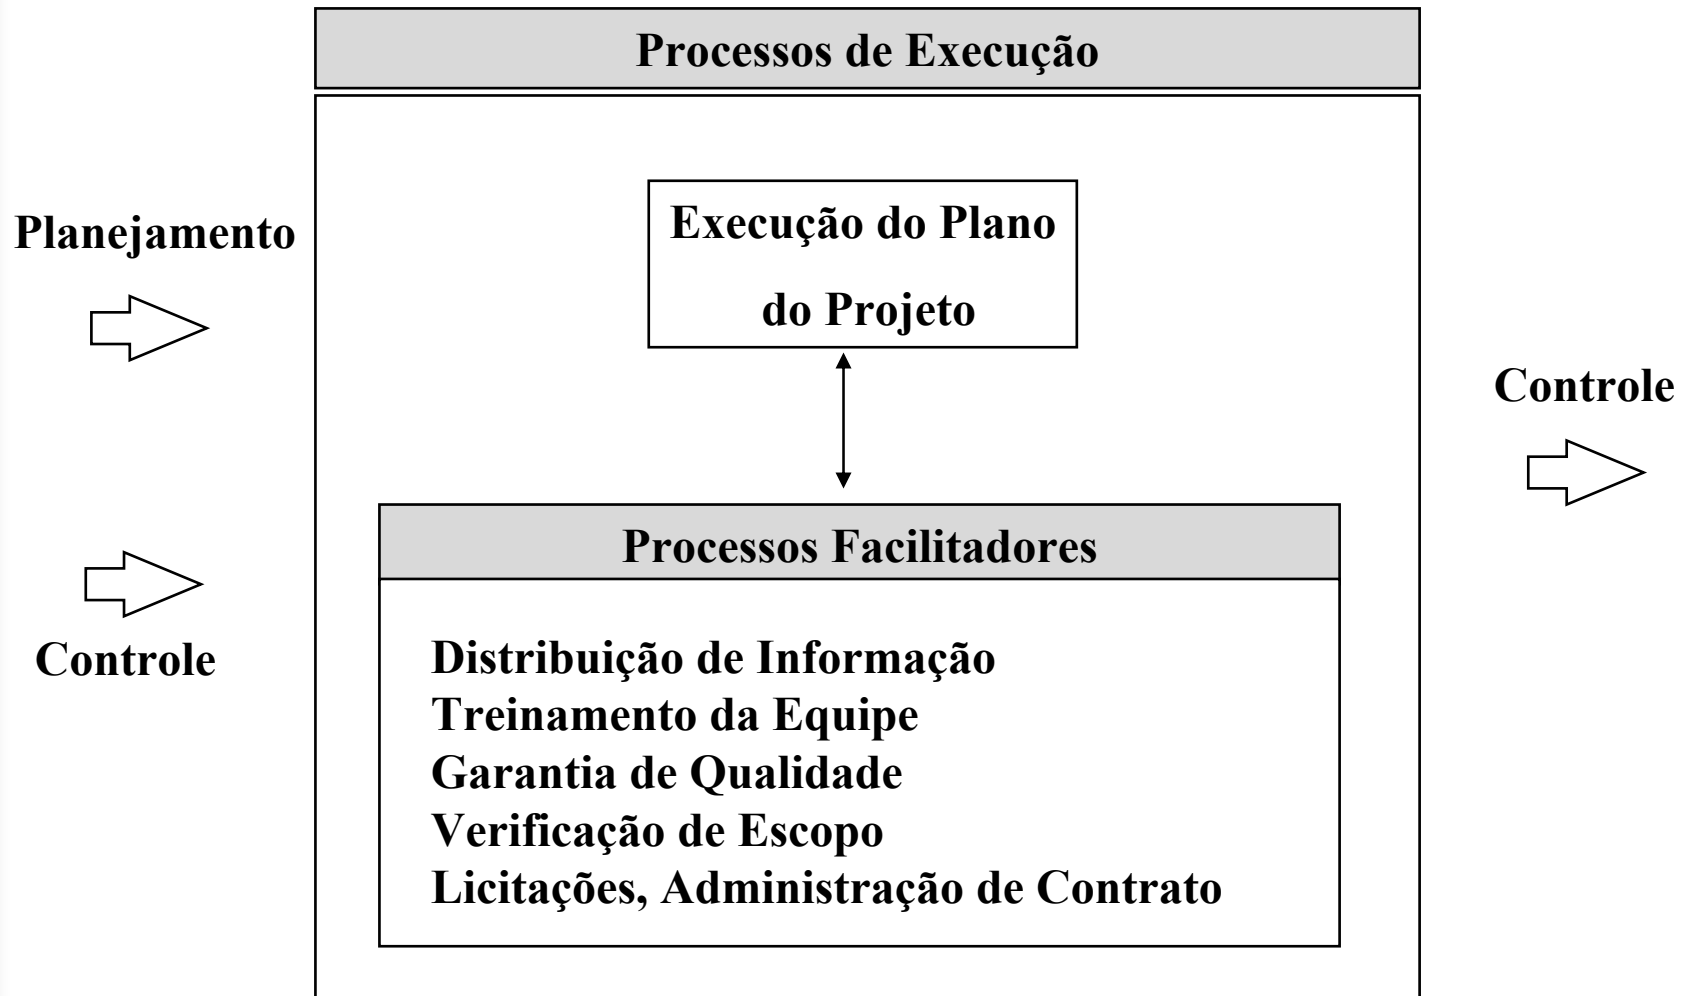 Processos de Execução
Planejamento
Execução do Plano
do Projeto
Controle
Processos Facilitadores
Controle
Distribuição de Informação
Treinamento da Equipe
Garantia de Qualidade
Verificação de Escopo
Licitações, Administração de Contrato